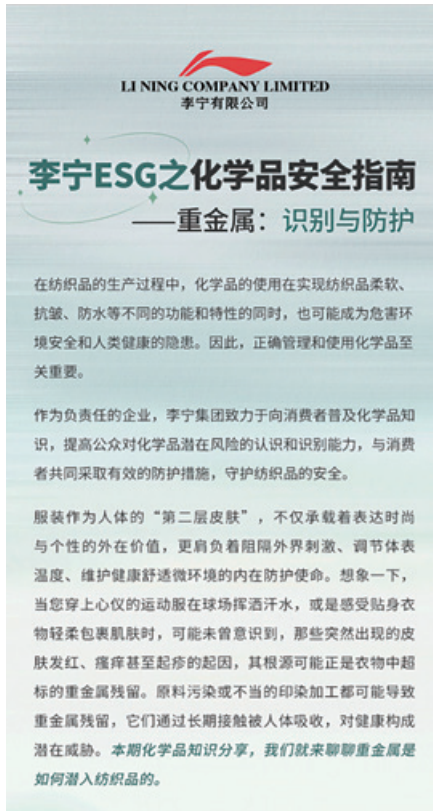 LI NING COMPANY LIMITED
李宁有限公司
李宁ESG之化学品安全指南
——重金属：识别与防护
在纺织品的生产过程中，化学品的使用在实现纺织品柔软、
抗皱、防水等不同的功能和特性的同时，也可能成为危害环
境安全和人类健康的隐患。因此，正确管理和使用化学品至
关重要。
作为负责任的企业，李宁集团致力于向消费者普及化学品知
识，提高公众对化学品潜在风险的认识和识别能力，与消费
者共同采取有效的防护措施，守护纺织品的安全。
服装作为人体的“第二层皮肤”，不仅承载着表达时尚
与个性的外在价值，更肩负着阻隔外界刺激、调节体表
温度、维护健康舒适微环境的内在防护使命。想象一下，
当您穿上心仪的运动服在球场挥洒汗水，或是感受贴身衣
物轻柔包裹肌肤时，可能未曾意识到，那些突然出现的皮
肤发红、瘙痒甚至起疹的起因，其根源可能正是衣物中超
标的重金属残留。原料污染或不当的印染加工都可能导致
重金属残留，它们通过长期接触被人体吸收，对健康构成
潜在威胁。本期化学品知识分享，我们就来聊聊重金属是
如何潜入纺织品的。